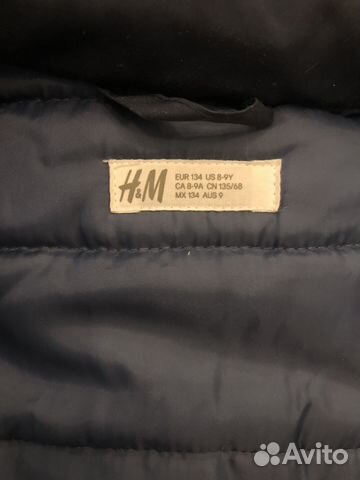 H&M
EUR 134 US 8-9Y
CA 8-9A CN 135/68
MX 134 AUS 9
Avito